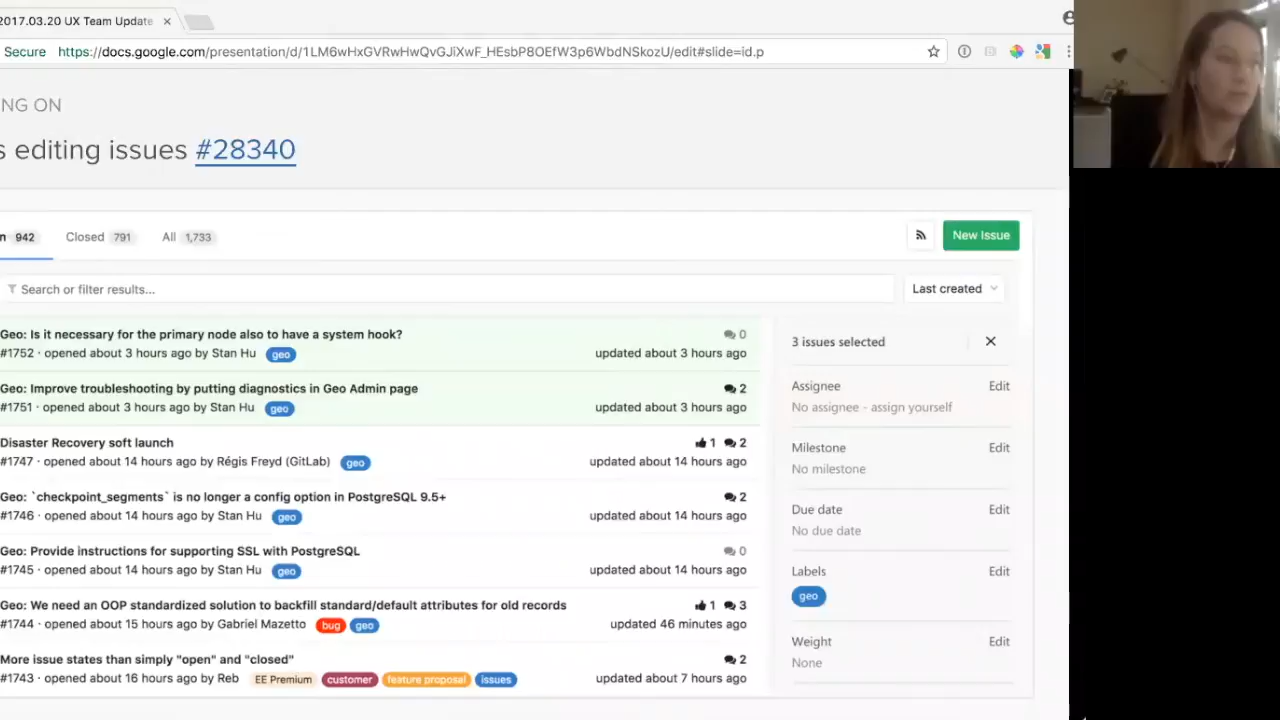 2017.03.20 UX Team Update ×
Secure https://docs.google.com/presentation/d/1LM6wHxGVRwHwQvGJiXwF_HEsbP8OEfW3p6WbdNSkozU/edit#slide=id.p
NG ON
s editing issues #28340
n 942 Closed 791 All 1,733 New Issue
Search or filter results... Last created
Geo: Is it necessary for the primary node also to have a system hook? 0
#1752 · opened about 3 hours ago by Stan Hu geo updated about 3 hours ago
Geo: Improve troubleshooting by putting diagnostics in Geo Admin page 2
#1751 · opened about 3 hours ago by Stan Hu geo updated about 3 hours ago
Disaster Recovery soft launch 1 2
#1747 · opened about 14 hours ago by Régis Freyd (GitLab) geo updated about 14 hours ago
Geo: `checkpoint_segments` is no longer a config option in PostgreSQL 9.5+ 2
#1746 · opened about 14 hours ago by Stan Hu geo updated about 14 hours ago
Geo: Provide instructions for supporting SSL with PostgreSQL 0
#1745 · opened about 14 hours ago by Stan Hu geo updated about 14 hours ago
Geo: We need an OOP standardized solution to backfill standard/default attributes for old records 1 3
#1744 · opened about 15 hours ago by Gabriel Mazetto bug geo updated 46 minutes ago
More issue states than simply "open" and "closed" 2
#1743 · opened about 16 hours ago by Reb EE Premium customer feature proposal issues updated about 7 hours ago
3 issues selected ×
Assignee Edit
No assignee - assign yourself
Milestone Edit
No milestone
Due date Edit
No due date
Labels Edit
geo
Weight Edit
None